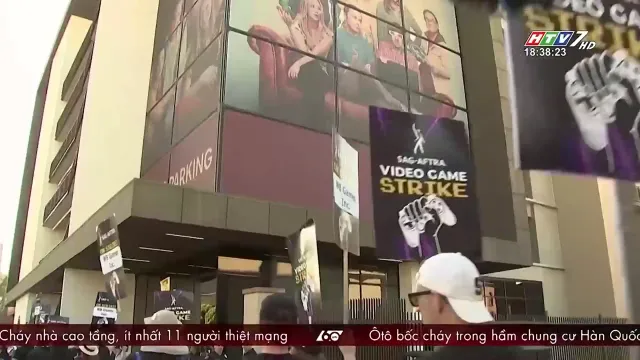 HTV7 HD
18:38:23
STRIKE
PARKING
SAG-AFTRA
VIDEO GAME
STRIKE
Cháy nhà cao tầng, ít nhất 11 người thiệt mạng
60
Ôtô bốc cháy trong hầm chung cư Hàn Quốc